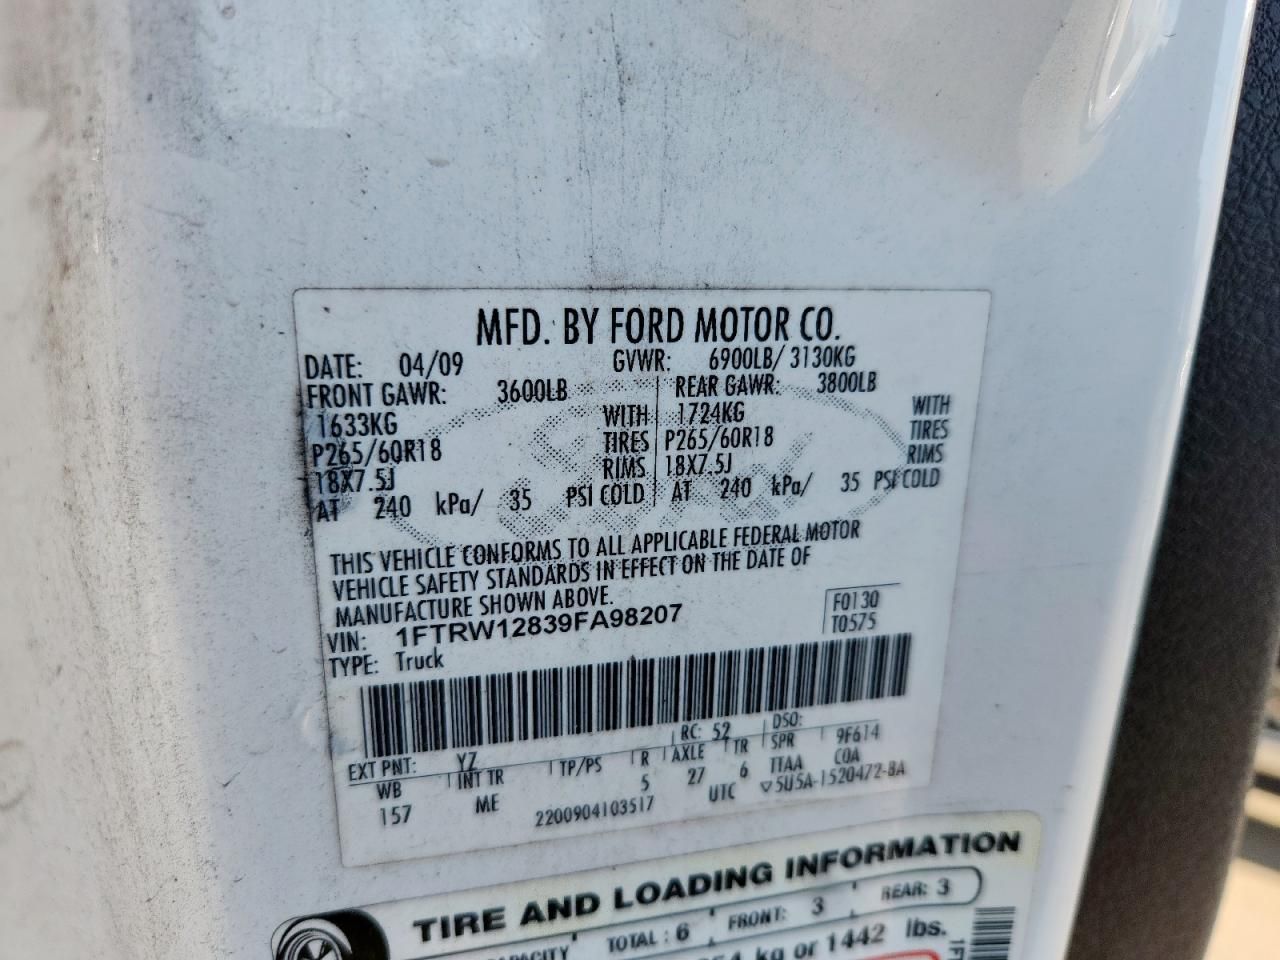 MFD. BY FORD MOTOR CO.
DATE: 04/09 GVWR: 6900LB/ 3130KG
FRONT GAWR: 3600LB REAR GAWR: 3800LB
1633KG WITH 1724KG WITH
P265/60R18 TIRES P265/60R18 TIRES
18X7.5J RIMS 18X7.5J RIMS
AT 240 kPa/ 35 PSI COLD AT 240 kPa/ 35 PSI COLD
THIS VEHICLE CONFORMS TO ALL APPLICABLE FEDERAL MOTOR
VEHICLE SAFETY STANDARDS IN EFFECT ON THE DATE OF
MANUFACTURE SHOWN ABOVE.
VIN: 1FTRW12839FA98207 F0130
TYPE: Truck T0575
EXT PNT: YZ RC: 52 DSO:
WB INT TR TP/PS R AXLE TR SPR 9F614
157 ME 5 27 6 TTAA COA
2200904103517 UTC ▽5U5A-1520472-BA
TIRE AND LOADING INFORMATION
CAPACITY TOTAL : 6 FRONT: 3 REAR: 3
kg or 1442 lbs.